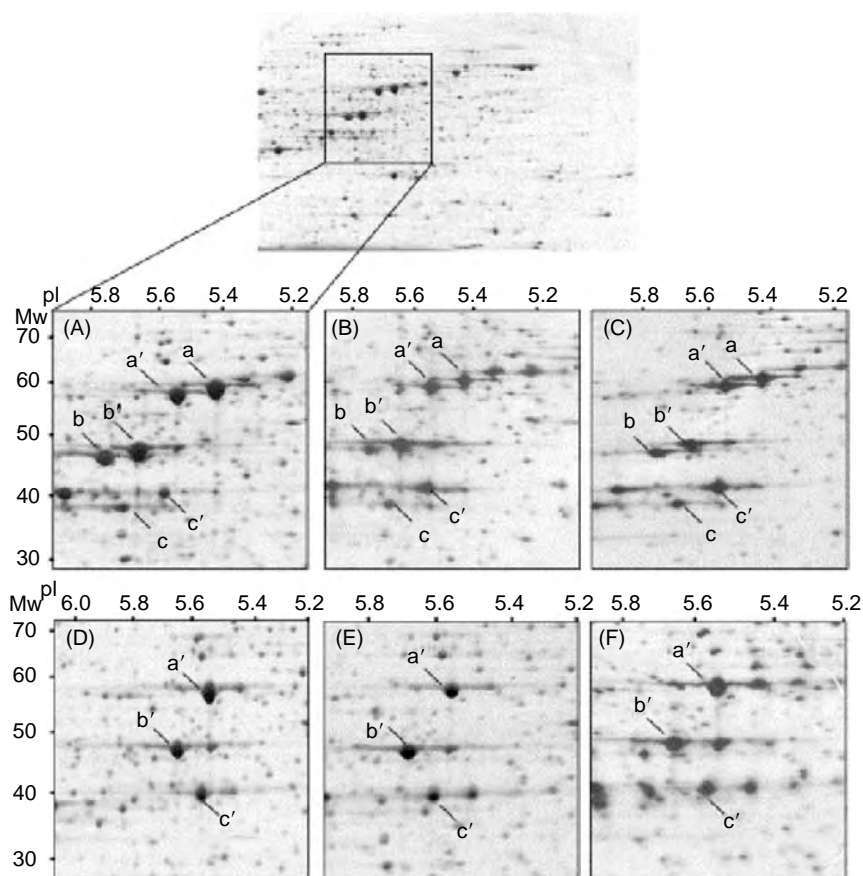 pI 5.8 5.6 5.4 5.2 5.8 5.6 5.4 5.2 5.8 5.6 5.4 5.2
Mw
70 (A) (B) (C)
a′ a a′ a a′ a
60
b b′ b b′ b b′
50
40
c′ c′ c′
c c c
30
pI
Mw 6.0 5.8 5.6 5.4 5.2 5.8 5.6 5.4 5.2 5.8 5.6 5.4 5.2
70 (D) (E) (F)
a′ a′ a′
60
b′ b′ b′
50
40
c′ c′ c′
30